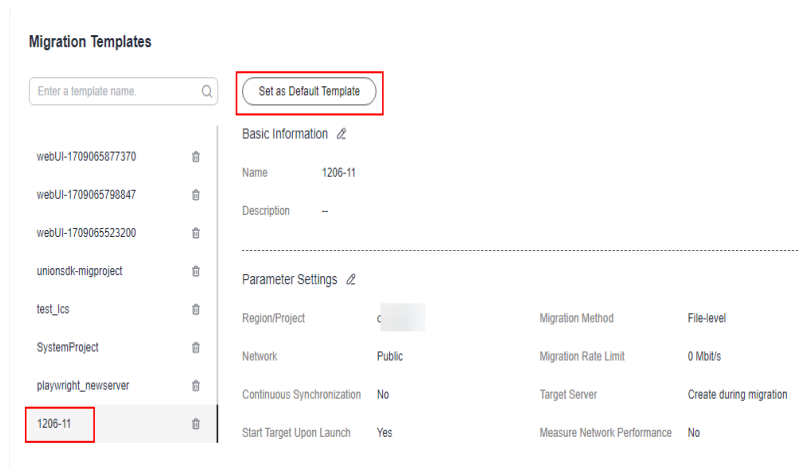 Migration Templates
Enter a template name.
Set as Default Template
webUI-1709065877370
webUI-1709065798847
webUI-1709065523200
unionsdk-migproject
test_lcs
SystemProject
playwright_newserver
1206-11
Basic Information
Name 1206-11
Description --
Parameter Settings
Region/Project c Migration Method File-level
Network Public Migration Rate Limit 0 Mbit/s
Continuous Synchronization No Target Server Create during migration
Start Target Upon Launch Yes Measure Network Performance No